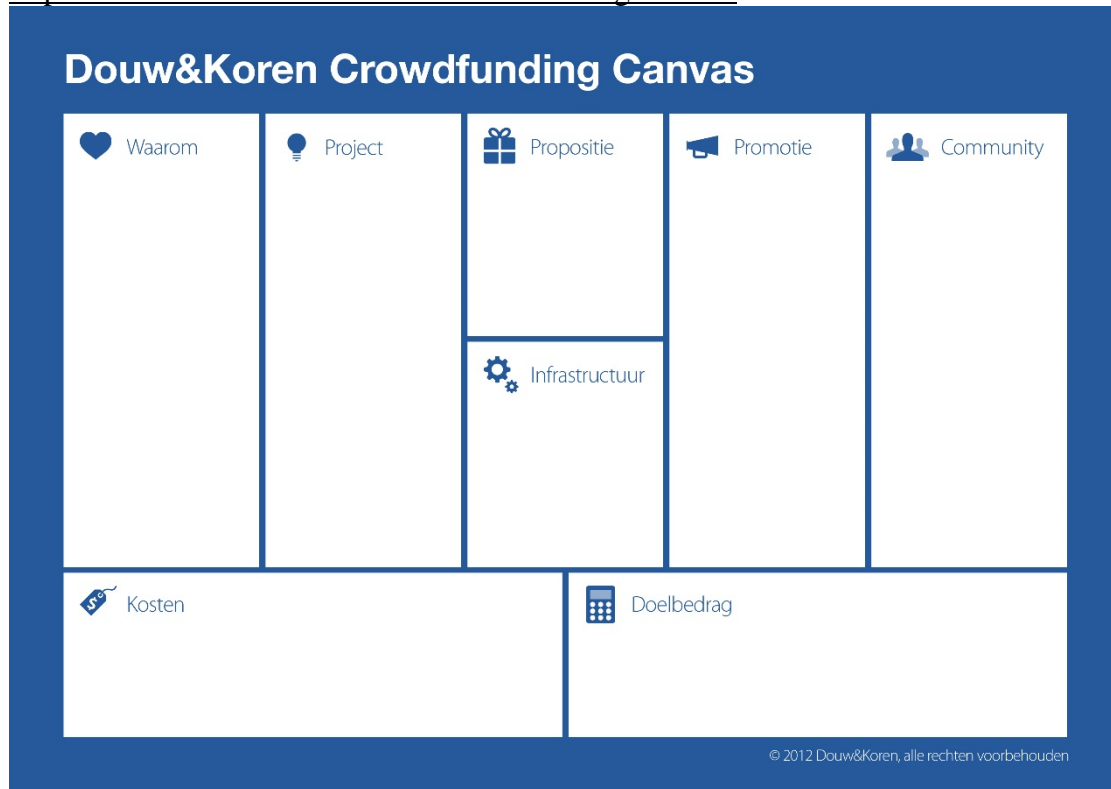 Douw&Koren Crowdfunding Canvas
Waarom
Project
Propositie
Promotie
Community
Infrastructuur
Kosten
Doelbedrag
© 2012 Douw&Koren, alle rechten voorbehouden